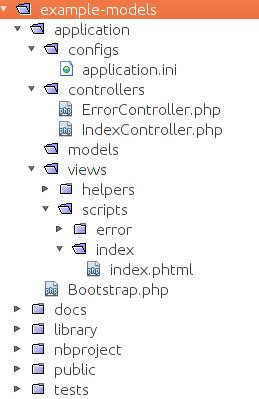 example-models
application
configs
application.ini
controllers
ErrorController.php
IndexController.php
models
views
helpers
scripts
error
index
index.phtml
Bootstrap.php
docs
library
nbproject
public
tests